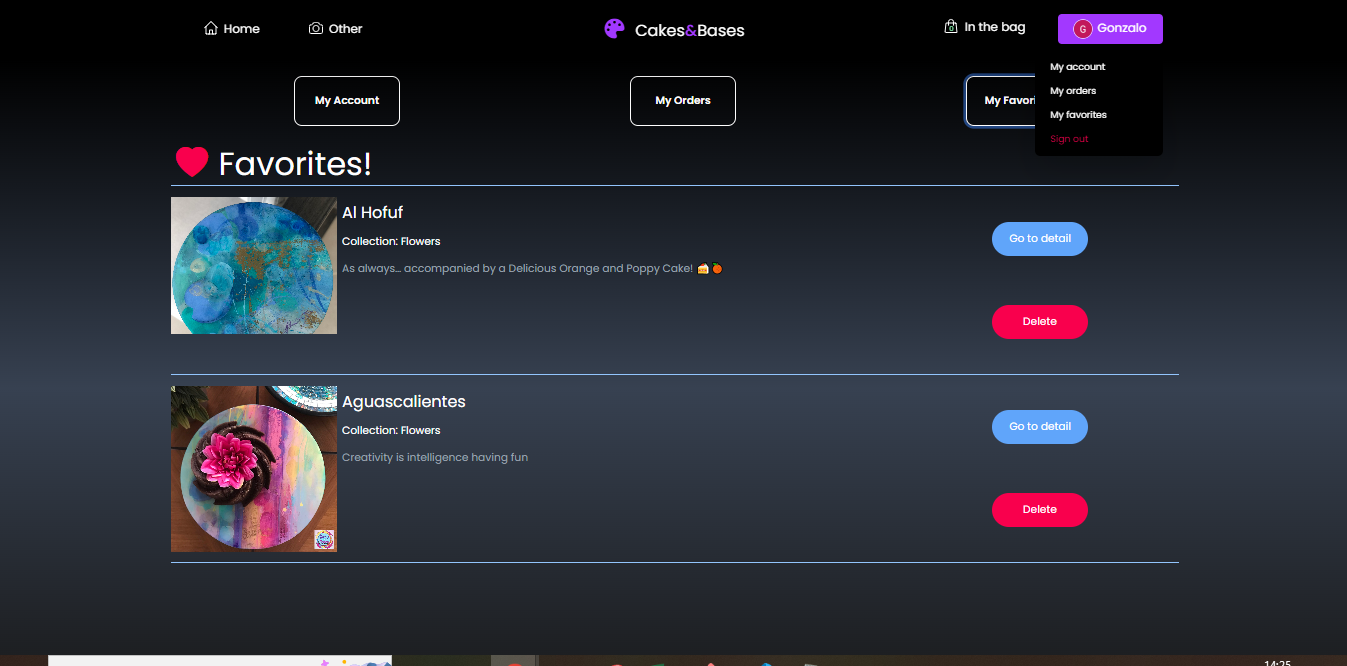 Home
Other
Cakes&Bases
0
In the bag
G
Gonzalo
My account
My orders
My favorites
Sign out
My Account
My Orders
My Favori
Favorites!
Al Hofuf
Collection: Flowers
As always... accompanied by a Delicious Orange and Poppy Cake! 🍰🍊
Go to detail
Delete
Aguascalientes
Collection: Flowers
Creativity is intelligence having fun
Go to detail
Delete
14:25